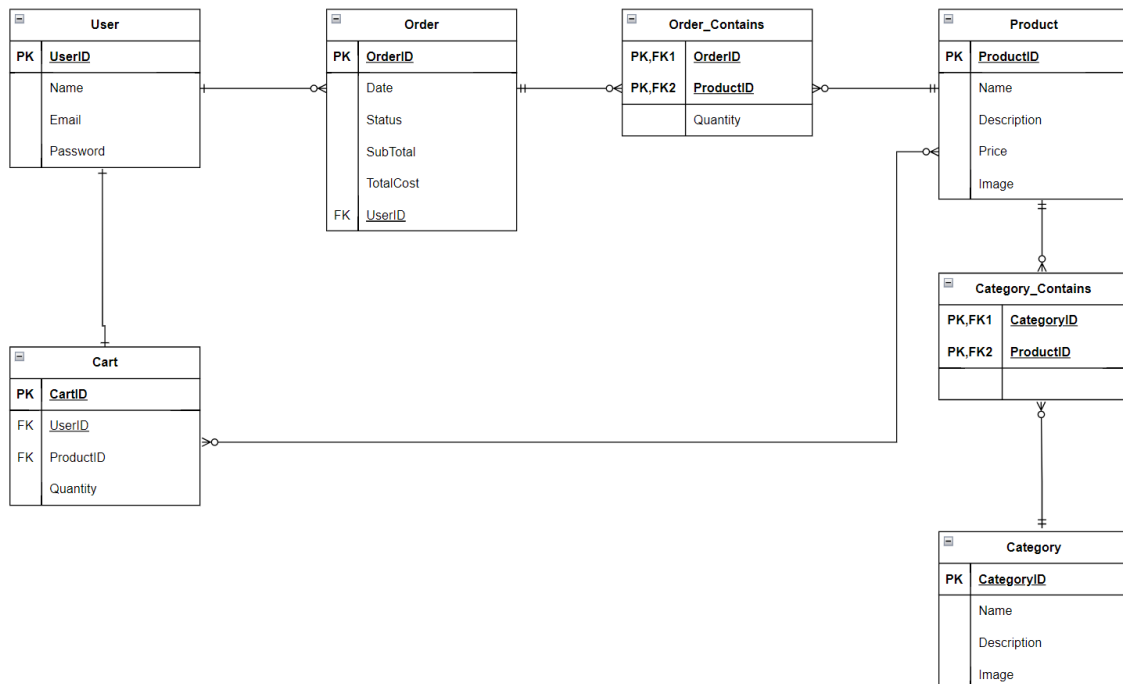 User
PK UserID
Name
Email
Password
Order
PK OrderID
Date
Status
SubTotal
TotalCost
FK UserID
Order_Contains
PK,FK1 OrderID
PK,FK2 ProductID
Quantity
Product
PK ProductID
Name
Description
Price
Image
Cart
PK CartID
FK UserID
FK ProductID
Quantity
Category_Contains
PK,FK1 CategoryID
PK,FK2 ProductID
Category
PK CategoryID
Name
Description
Image